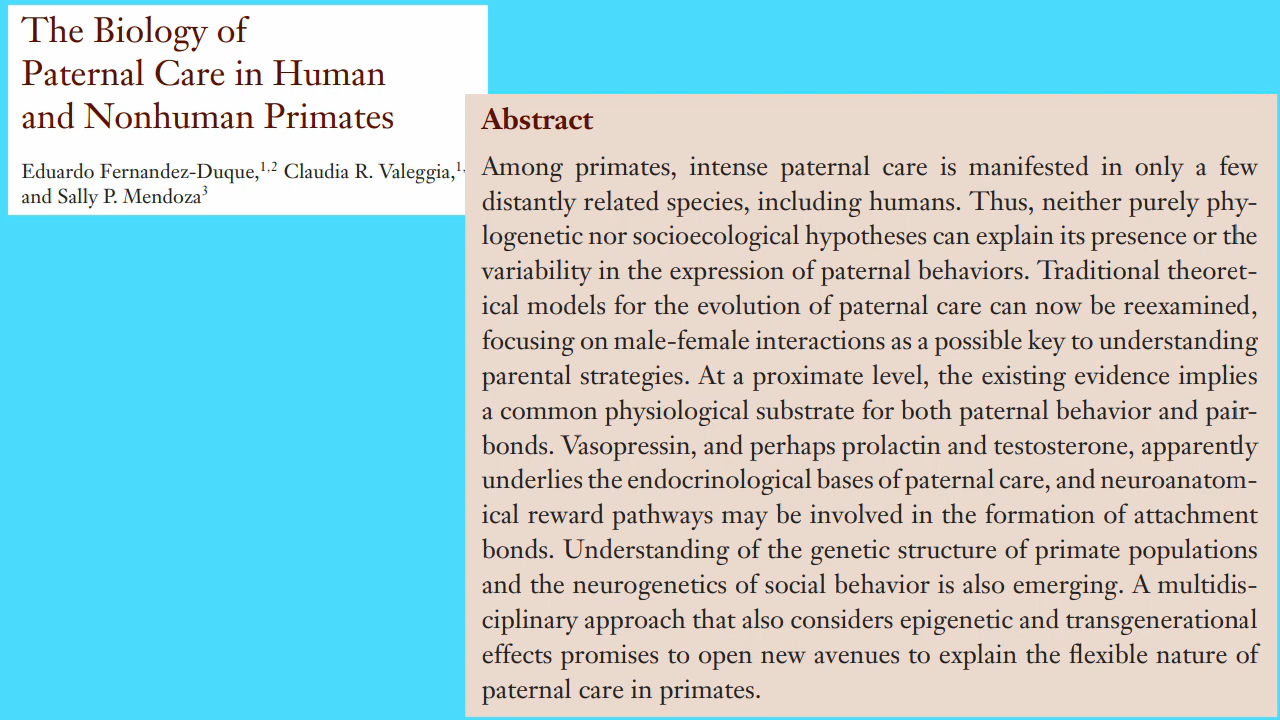 The Biology of
Paternal Care in Human
and Nonhuman Primates
Eduardo Fernandez-Duque,1,2 Claudia R. Valeggia,1,
and Sally P. Mendoza3
Abstract
Among primates, intense paternal care is manifested in only a few
distantly related species, including humans. Thus, neither purely phy-
logenetic nor socioecological hypotheses can explain its presence or the
variability in the expression of paternal behaviors. Traditional theoret-
ical models for the evolution of paternal care can now be reexamined,
focusing on male-female interactions as a possible key to understanding
parental strategies. At a proximate level, the existing evidence implies
a common physiological substrate for both paternal behavior and pair-
bonds. Vasopressin, and perhaps prolactin and testosterone, apparently
underlies the endocrinological bases of paternal care, and neuroanatom-
ical reward pathways may be involved in the formation of attachment
bonds. Understanding of the genetic structure of primate populations
and the neurogenetics of social behavior is also emerging. A multidis-
ciplinary approach that also considers epigenetic and transgenerational
effects promises to open new avenues to explain the flexible nature of
paternal care in primates.